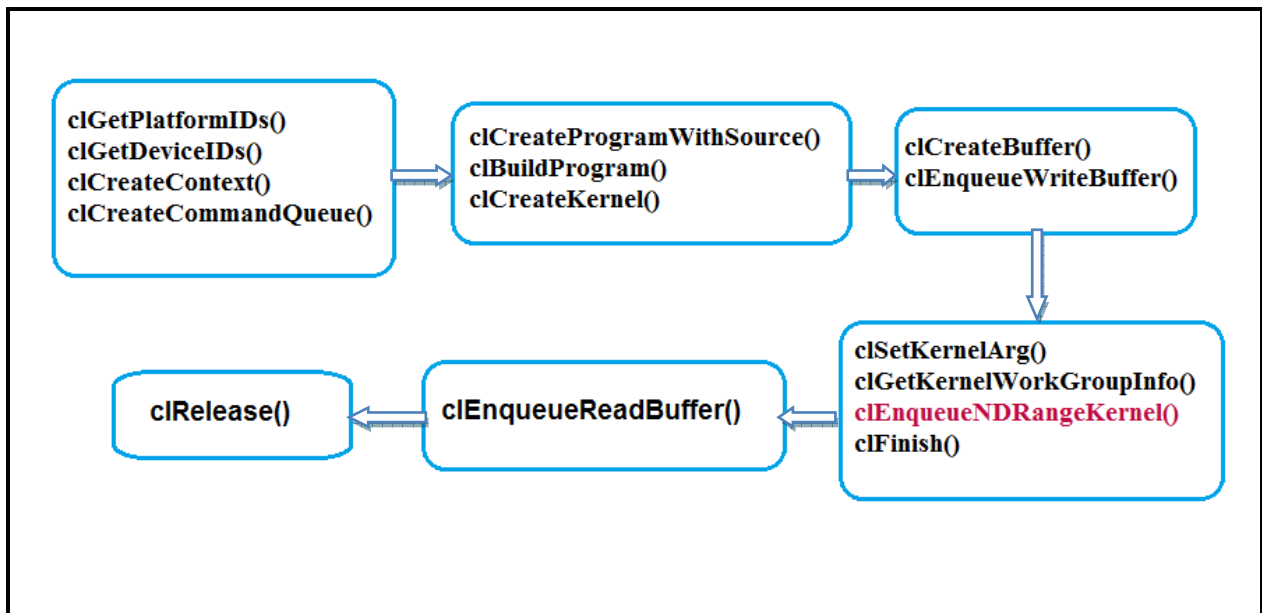 clGetPlatformIDs()
clGetDeviceIDs()
clCreateContext()
clCreateCommandQueue()
clCreateProgramWithSource()
clBuildProgram()
clCreateKernel()
clCreateBuffer()
clEnqueueWriteBuffer()
clSetKernelArg()
clGetKernelWorkGroupInfo()
clEnqueueNDRangeKernel()
clFinish()
clEnqueueReadBuffer()
clRelease()